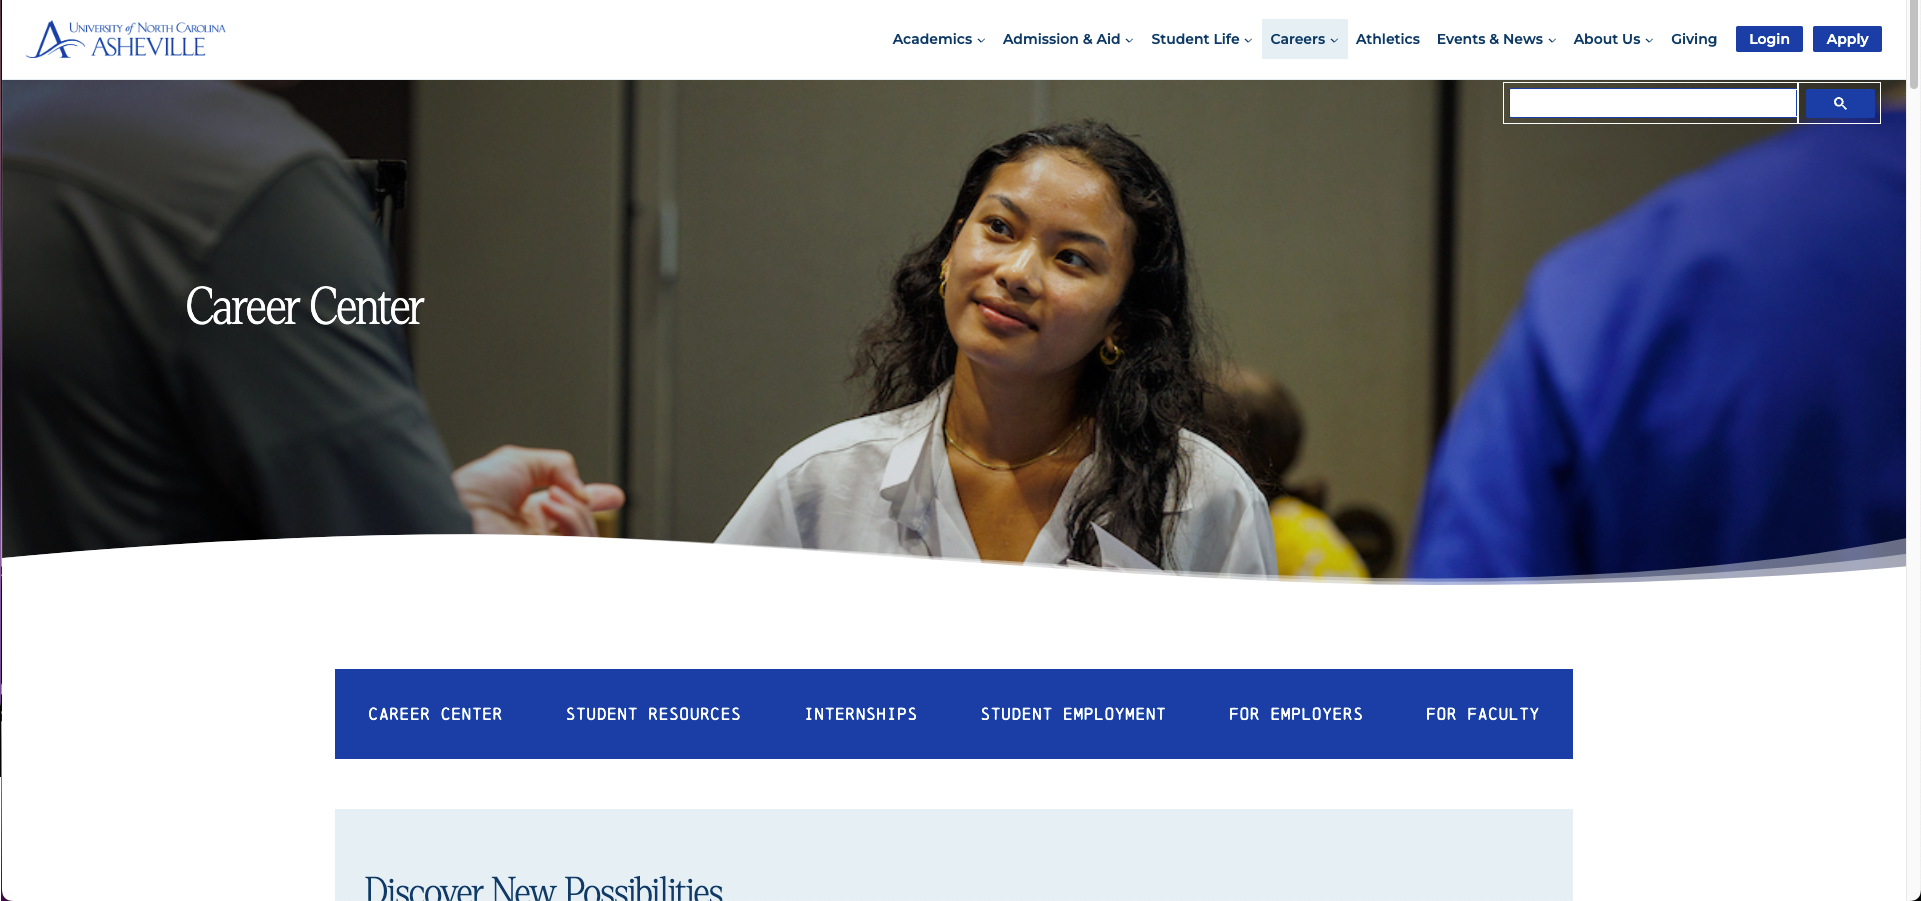 UNIVERSITY of NORTH CAROLINA
ASHEVILLE
Academics Admission & Aid Student Life Careers Athletics Events & News About Us Giving Login Apply
Career Center
CAREER CENTER STUDENT RESOURCES INTERNSHIPS STUDENT EMPLOYMENT FOR EMPLOYERS FOR FACULTY
Discover New Possibilities